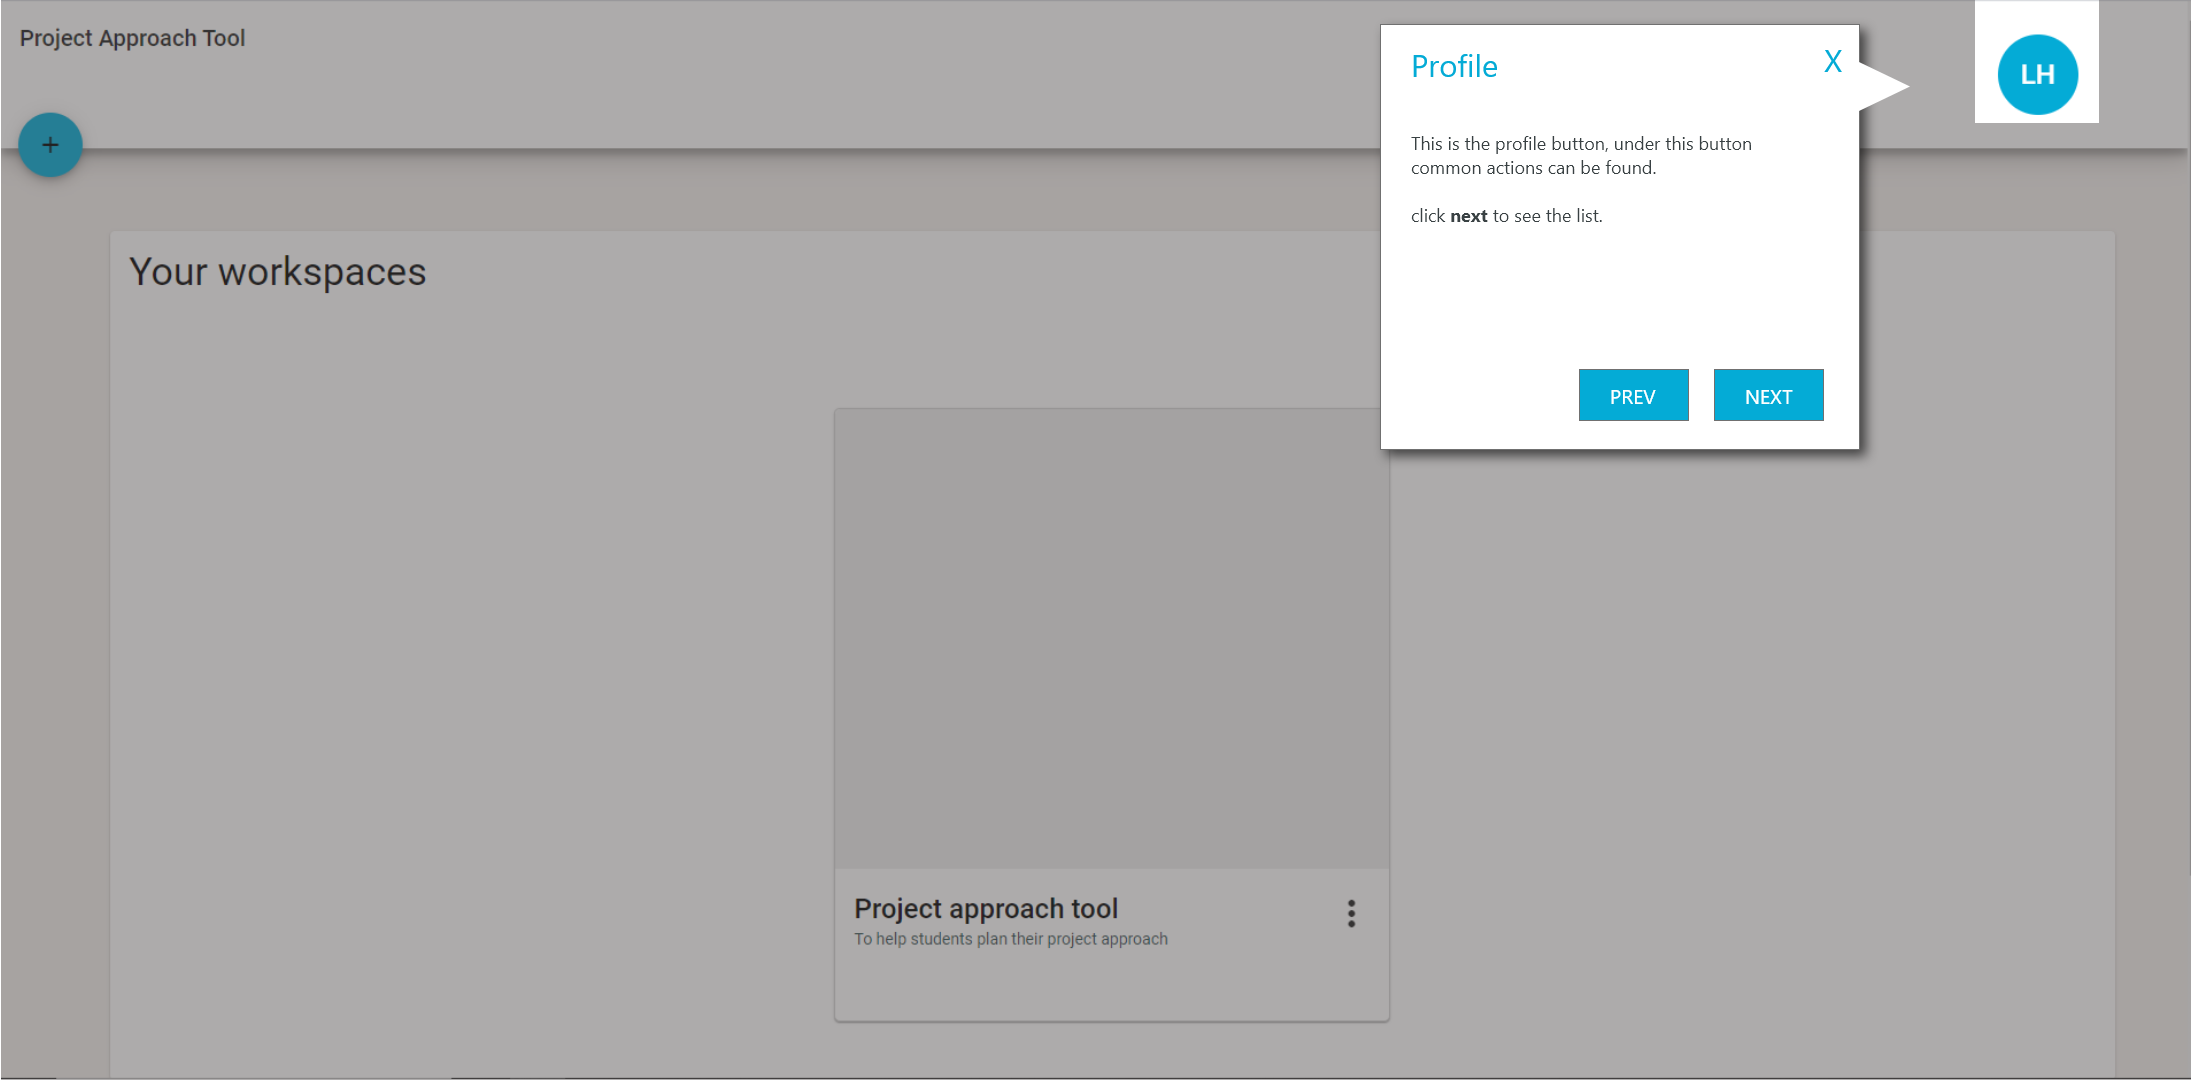 Project Approach Tool
+
Profile
X
LH
This is the profile button, under this button
common actions can be found.
click next to see the list.
PREV
NEXT
Your workspaces
Project approach tool
To help students plan their project approach